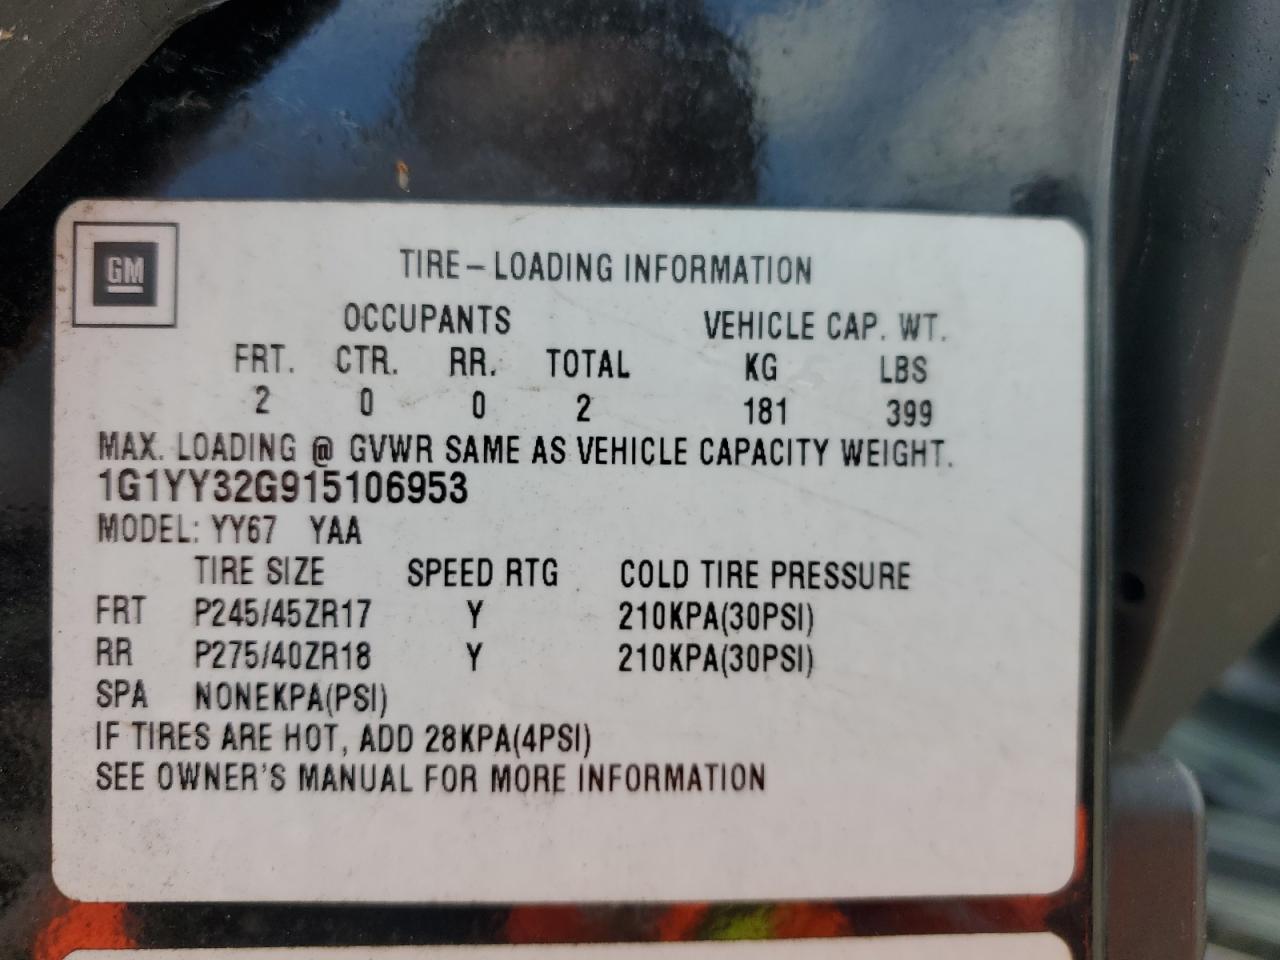 GM
TIRE – LOADING INFORMATION
OCCUPANTS VEHICLE CAP. WT.
FRT. CTR. RR. TOTAL KG LBS
2 0 0 2 181 399
MAX. LOADING @ GVWR SAME AS VEHICLE CAPACITY WEIGHT.
1G1YY32G915106953
MODEL: YY67 YAA
TIRE SIZE SPEED RTG COLD TIRE PRESSURE
FRT P245/45ZR17 Y 210KPA(30PSI)
RR P275/40ZR18 Y 210KPA(30PSI)
SPA NONEKPA(PSI)
IF TIRES ARE HOT, ADD 28KPA(4PSI)
SEE OWNER'S MANUAL FOR MORE INFORMATION